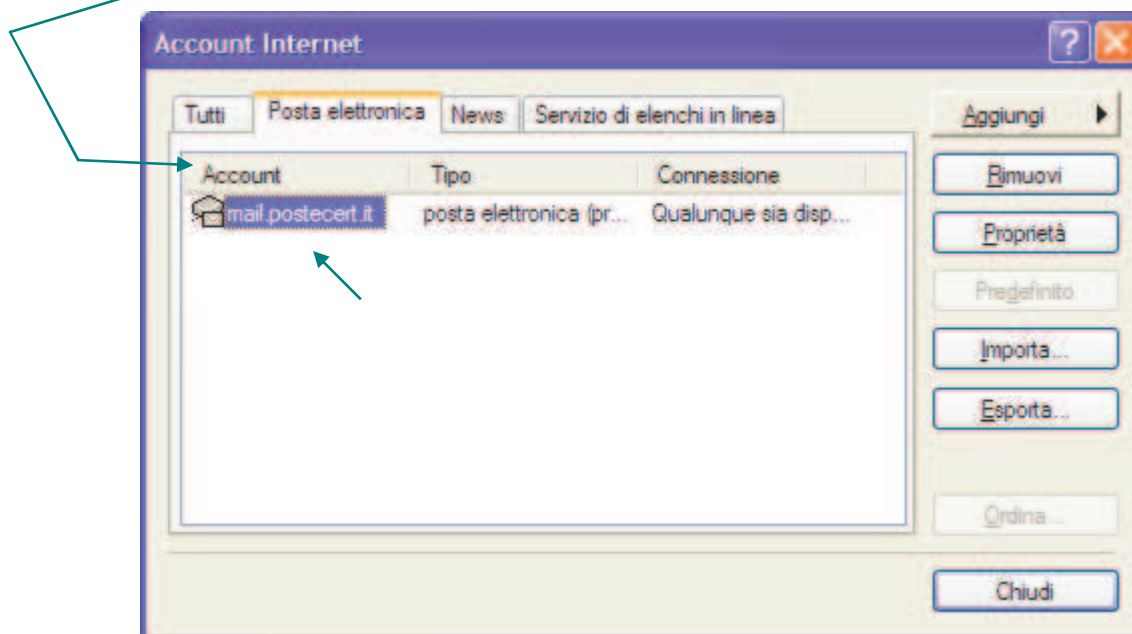 Account Internet
Tutti Posta elettronica News Servizio di elenchi in linea
Aggiungi
Account Tipo Connessione
Rimuovi
mail.postecert.it posta elettronica (pr... Qualunque sia disp...
Proprietà
Predefinito
Importa...
Esporta...
Ordina...
Chiudi